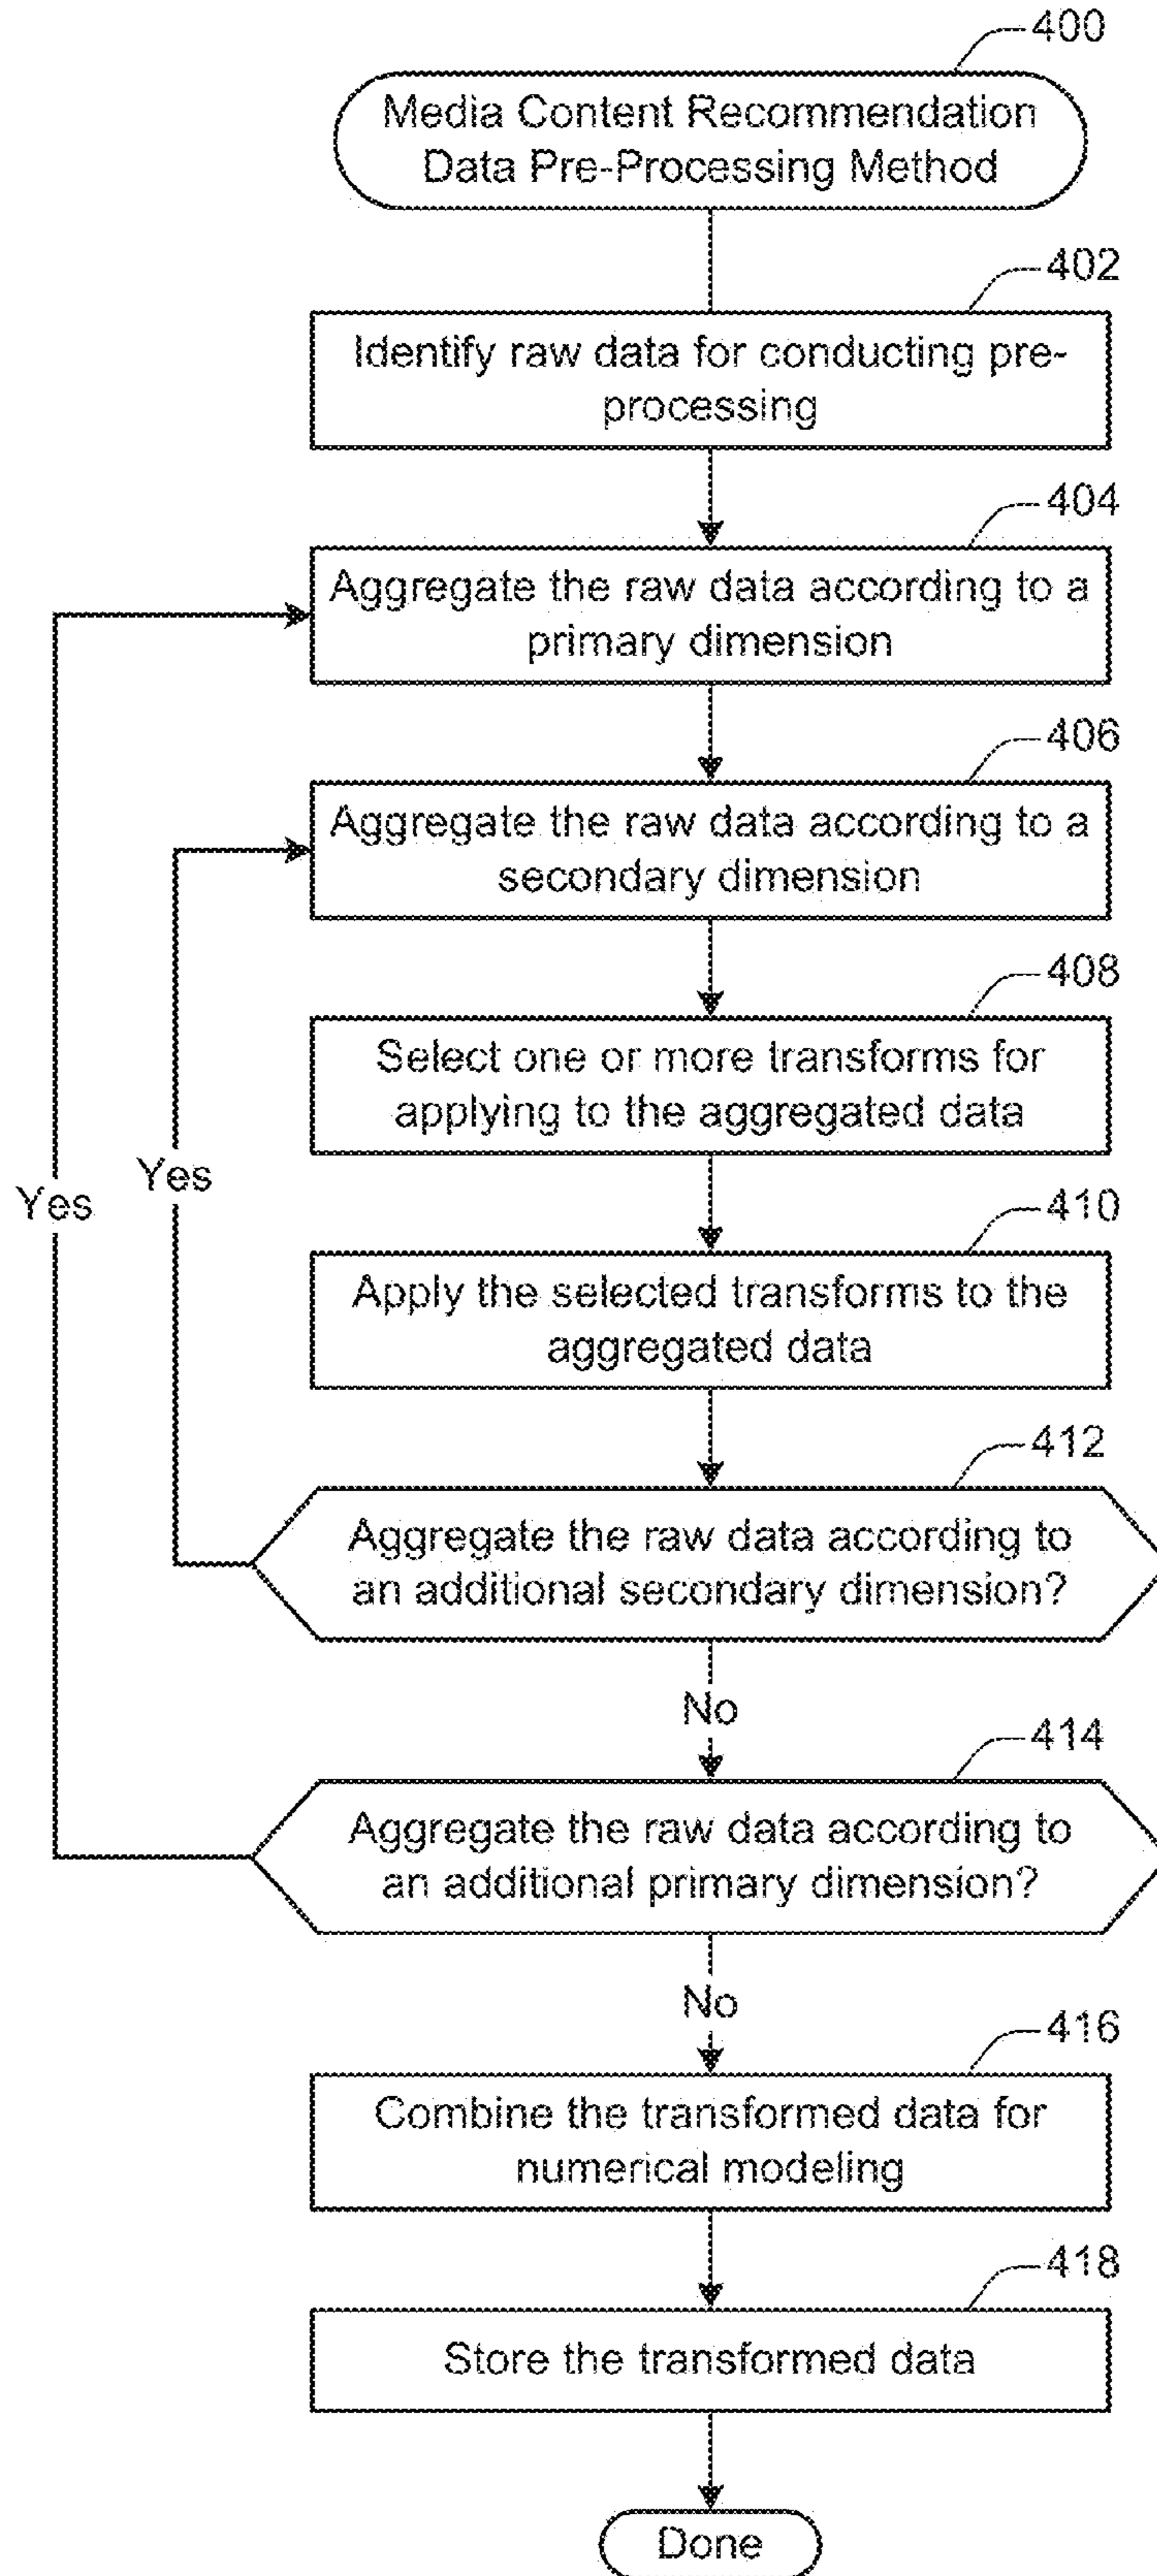 400
Media Content Recommendation
Data Pre-Processing Method
402
Identify raw data for conducting pre-
processing
404
Aggregate the raw data according to a
primary dimension
406
Aggregate the raw data according to a
secondary dimension
408
Select one or more transforms for
applying to the aggregated data
Yes
Yes
410
Apply the selected transforms to the
aggregated data
412
Aggregate the raw data according to
an additional secondary dimension?
No
414
Aggregate the raw data according to
an additional primary dimension?
No
416
Combine the transformed data for
numerical modeling
418
Store the transformed data
Done